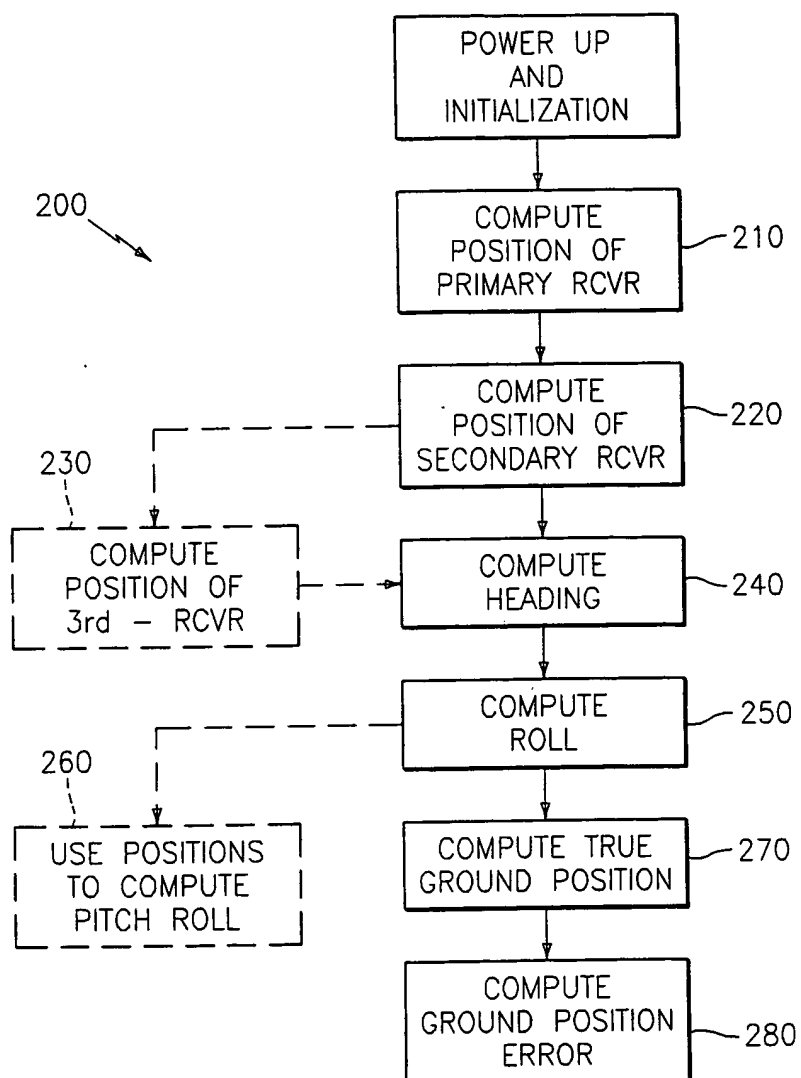 POWER UP
AND
INITIALIZATION
200
COMPUTE
POSITION OF
PRIMARY RCVR
210
COMPUTE
POSITION OF
SECONDARY RCVR
220
230
COMPUTE
POSITION OF
3rd – RCVR
COMPUTE
HEADING
240
COMPUTE
ROLL
250
260
USE POSITIONS
TO COMPUTE
PITCH ROLL
COMPUTE TRUE
GROUND POSITION
270
COMPUTE
GROUND POSITION
ERROR
280